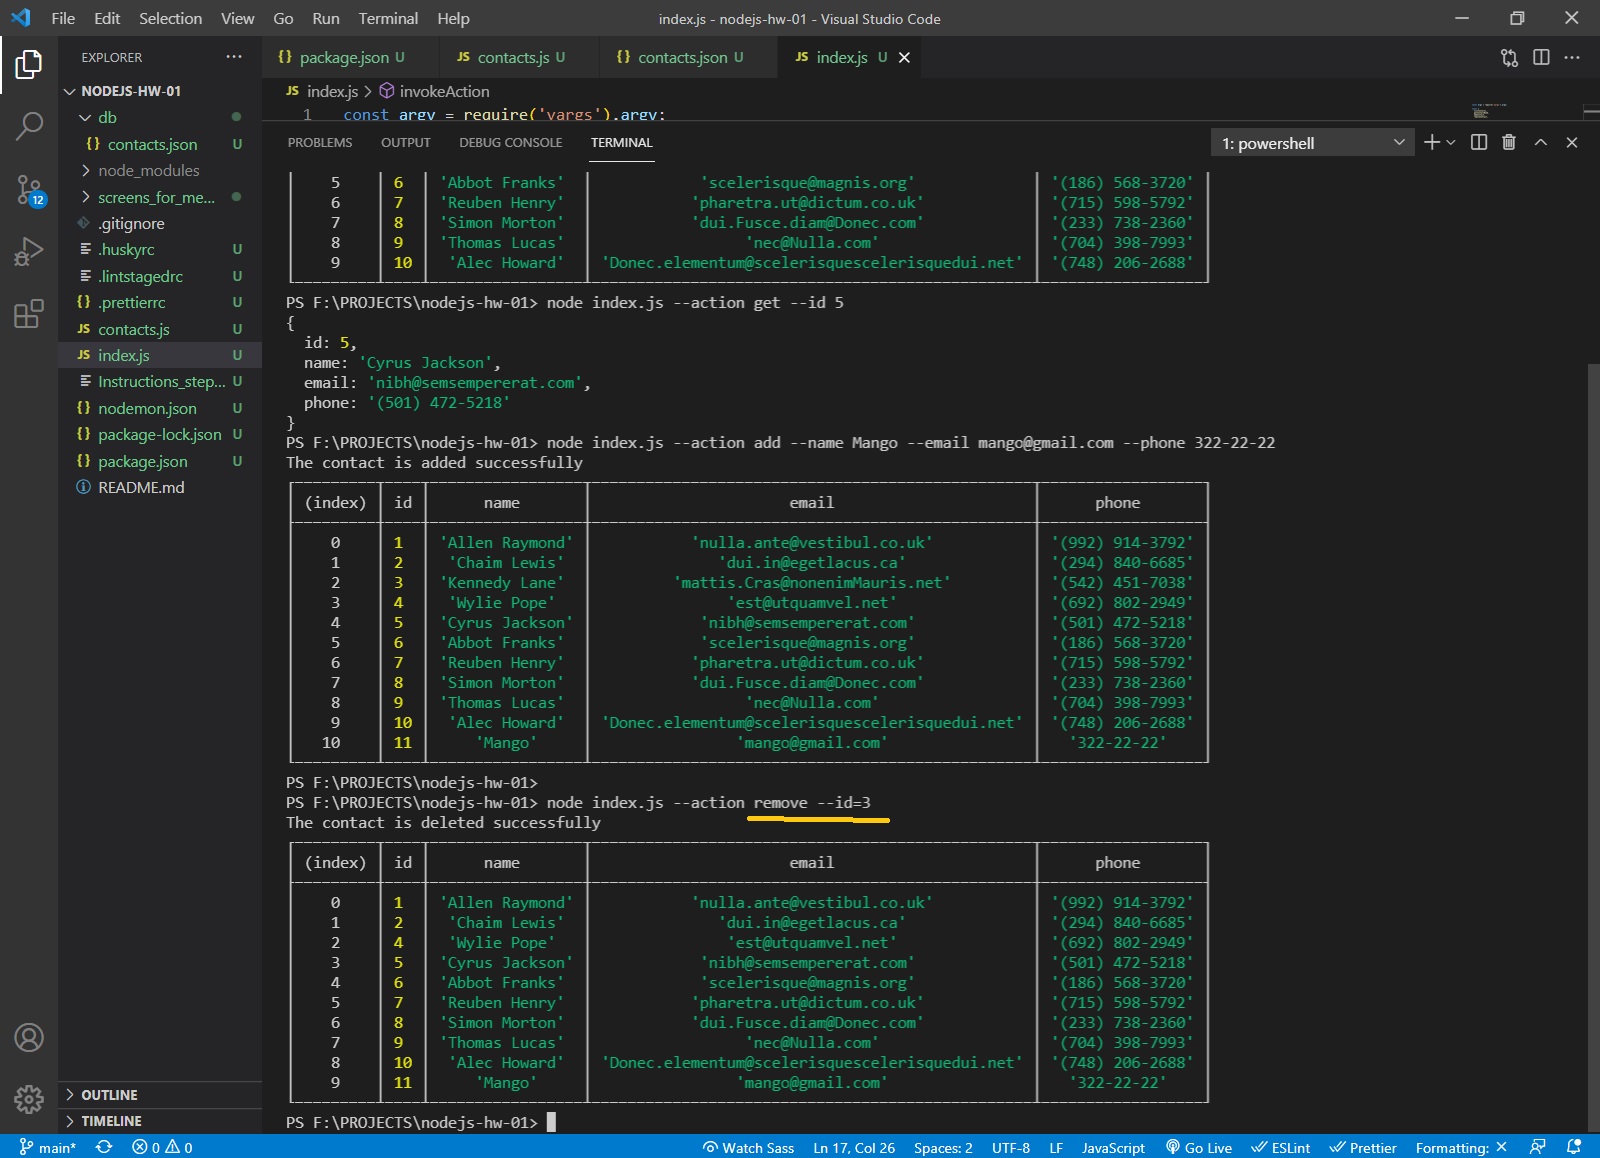 File Edit Selection View Go Run Terminal Help index.js - nodejs-hw-01 - Visual Studio Code
EXPLORER ···
NODEJS-HW-01
db
{} contacts.json U
node_modules
screens_for_me...
.gitignore
.huskyrc U
.lintstagedrc U
{} .prettierrc U
JS contacts.js U
JS index.js U
Instructions_step... U
{} nodemon.json U
{} package-lock.json U
{} package.json U
README.md
OUTLINE
TIMELINE
12
{} package.json U JS contacts.js U {} contacts.json U JS index.js U
JS index.js > invokeAction
1 const argv = require('yargs').argv;
PROBLEMS OUTPUT DEBUG CONSOLE TERMINAL 1: powershell
5 6 'Abbot Franks' 'scelerisque@magnis.org' '(186) 568-3720'
6 7 'Reuben Henry' 'pharetra.ut@dictum.co.uk' '(715) 598-5792'
7 8 'Simon Morton' 'dui.Fusce.diam@Donec.com' '(233) 738-2360'
8 9 'Thomas Lucas' 'nec@Nulla.com' '(704) 398-7993'
9 10 'Alec Howard' 'Donec.elementum@scelerisquescelerisquedui.net' '(748) 206-2688'
PS F:\PROJECTS\nodejs-hw-01> node index.js --action get --id 5
{
id: 5,
name: 'Cyrus Jackson',
email: 'nibh@semsempererat.com',
phone: '(501) 472-5218'
}
PS F:\PROJECTS\nodejs-hw-01> node index.js --action add --name Mango --email mango@gmail.com --phone 322-22-22
The contact is added successfully
(index) id name email phone
0 1 'Allen Raymond' 'nulla.ante@vestibul.co.uk' '(992) 914-3792'
1 2 'Chaim Lewis' 'dui.in@egetlacus.ca' '(294) 840-6685'
2 3 'Kennedy Lane' 'mattis.Cras@nonenimMauris.net' '(542) 451-7038'
3 4 'Wylie Pope' 'est@utquamvel.net' '(692) 802-2949'
4 5 'Cyrus Jackson' 'nibh@semsempererat.com' '(501) 472-5218'
5 6 'Abbot Franks' 'scelerisque@magnis.org' '(186) 568-3720'
6 7 'Reuben Henry' 'pharetra.ut@dictum.co.uk' '(715) 598-5792'
7 8 'Simon Morton' 'dui.Fusce.diam@Donec.com' '(233) 738-2360'
8 9 'Thomas Lucas' 'nec@Nulla.com' '(704) 398-7993'
9 10 'Alec Howard' 'Donec.elementum@scelerisquescelerisquedui.net' '(748) 206-2688'
10 11 'Mango' 'mango@gmail.com' '322-22-22'
PS F:\PROJECTS\nodejs-hw-01>
PS F:\PROJECTS\nodejs-hw-01> node index.js --action remove --id=3
The contact is deleted successfully
(index) id name email phone
0 1 'Allen Raymond' 'nulla.ante@vestibul.co.uk' '(992) 914-3792'
1 2 'Chaim Lewis' 'dui.in@egetlacus.ca' '(294) 840-6685'
2 4 'Wylie Pope' 'est@utquamvel.net' '(692) 802-2949'
3 5 'Cyrus Jackson' 'nibh@semsempererat.com' '(501) 472-5218'
4 6 'Abbot Franks' 'scelerisque@magnis.org' '(186) 568-3720'
5 7 'Reuben Henry' 'pharetra.ut@dictum.co.uk' '(715) 598-5792'
6 8 'Simon Morton' 'dui.Fusce.diam@Donec.com' '(233) 738-2360'
7 9 'Thomas Lucas' 'nec@Nulla.com' '(704) 398-7993'
8 10 'Alec Howard' 'Donec.elementum@scelerisquescelerisquedui.net' '(748) 206-2688'
9 11 'Mango' 'mango@gmail.com' '322-22-22'
PS F:\PROJECTS\nodejs-hw-01>
main* 0 0 Watch Sass Ln 17, Col 26 Spaces: 2 UTF-8 LF JavaScript Go Live ESLint Prettier Formatting: ×